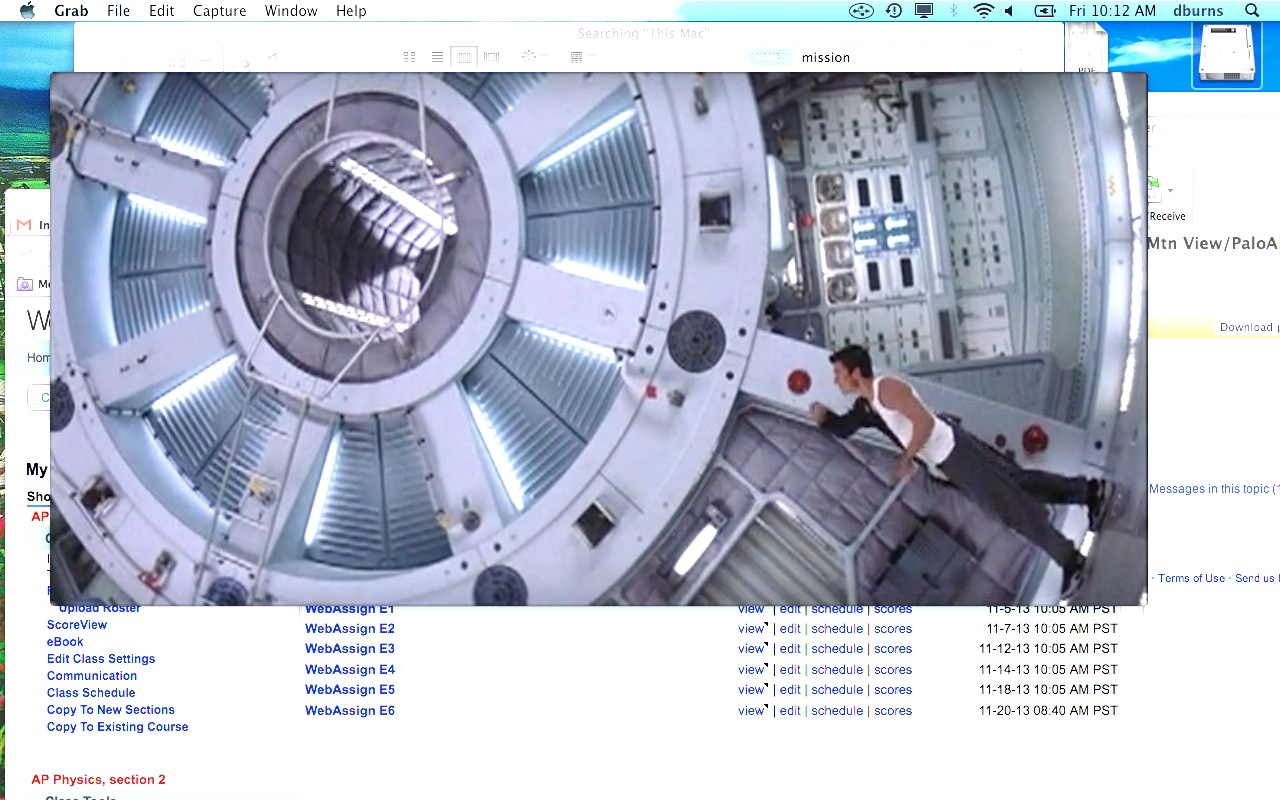 Grab File Edit Capture Window Help Fri 10:12 AM dburns
Searching "This Mac"
mission
PDF
In
Receive
Mtn View/PaloA
Download
Hom
My
Sho
AP
Messages in this topic (
· Terms of Use · Send us
Upload Roster
ScoreView
eBook
Edit Class Settings
Communication
Class Schedule
Copy To New Sections
Copy To Existing Course
WebAssign E1 view | edit | schedule | scores 11-5-13 10:05 AM PST
WebAssign E2 view | edit | schedule | scores 11-7-13 10:05 AM PST
WebAssign E3 view | edit | schedule | scores 11-12-13 10:05 AM PST
WebAssign E4 view | edit | schedule | scores 11-14-13 10:05 AM PST
WebAssign E5 view | edit | schedule | scores 11-18-13 10:05 AM PST
WebAssign E6 view | edit | schedule | scores 11-20-13 08:40 AM PST
AP Physics, section 2
Class Tools